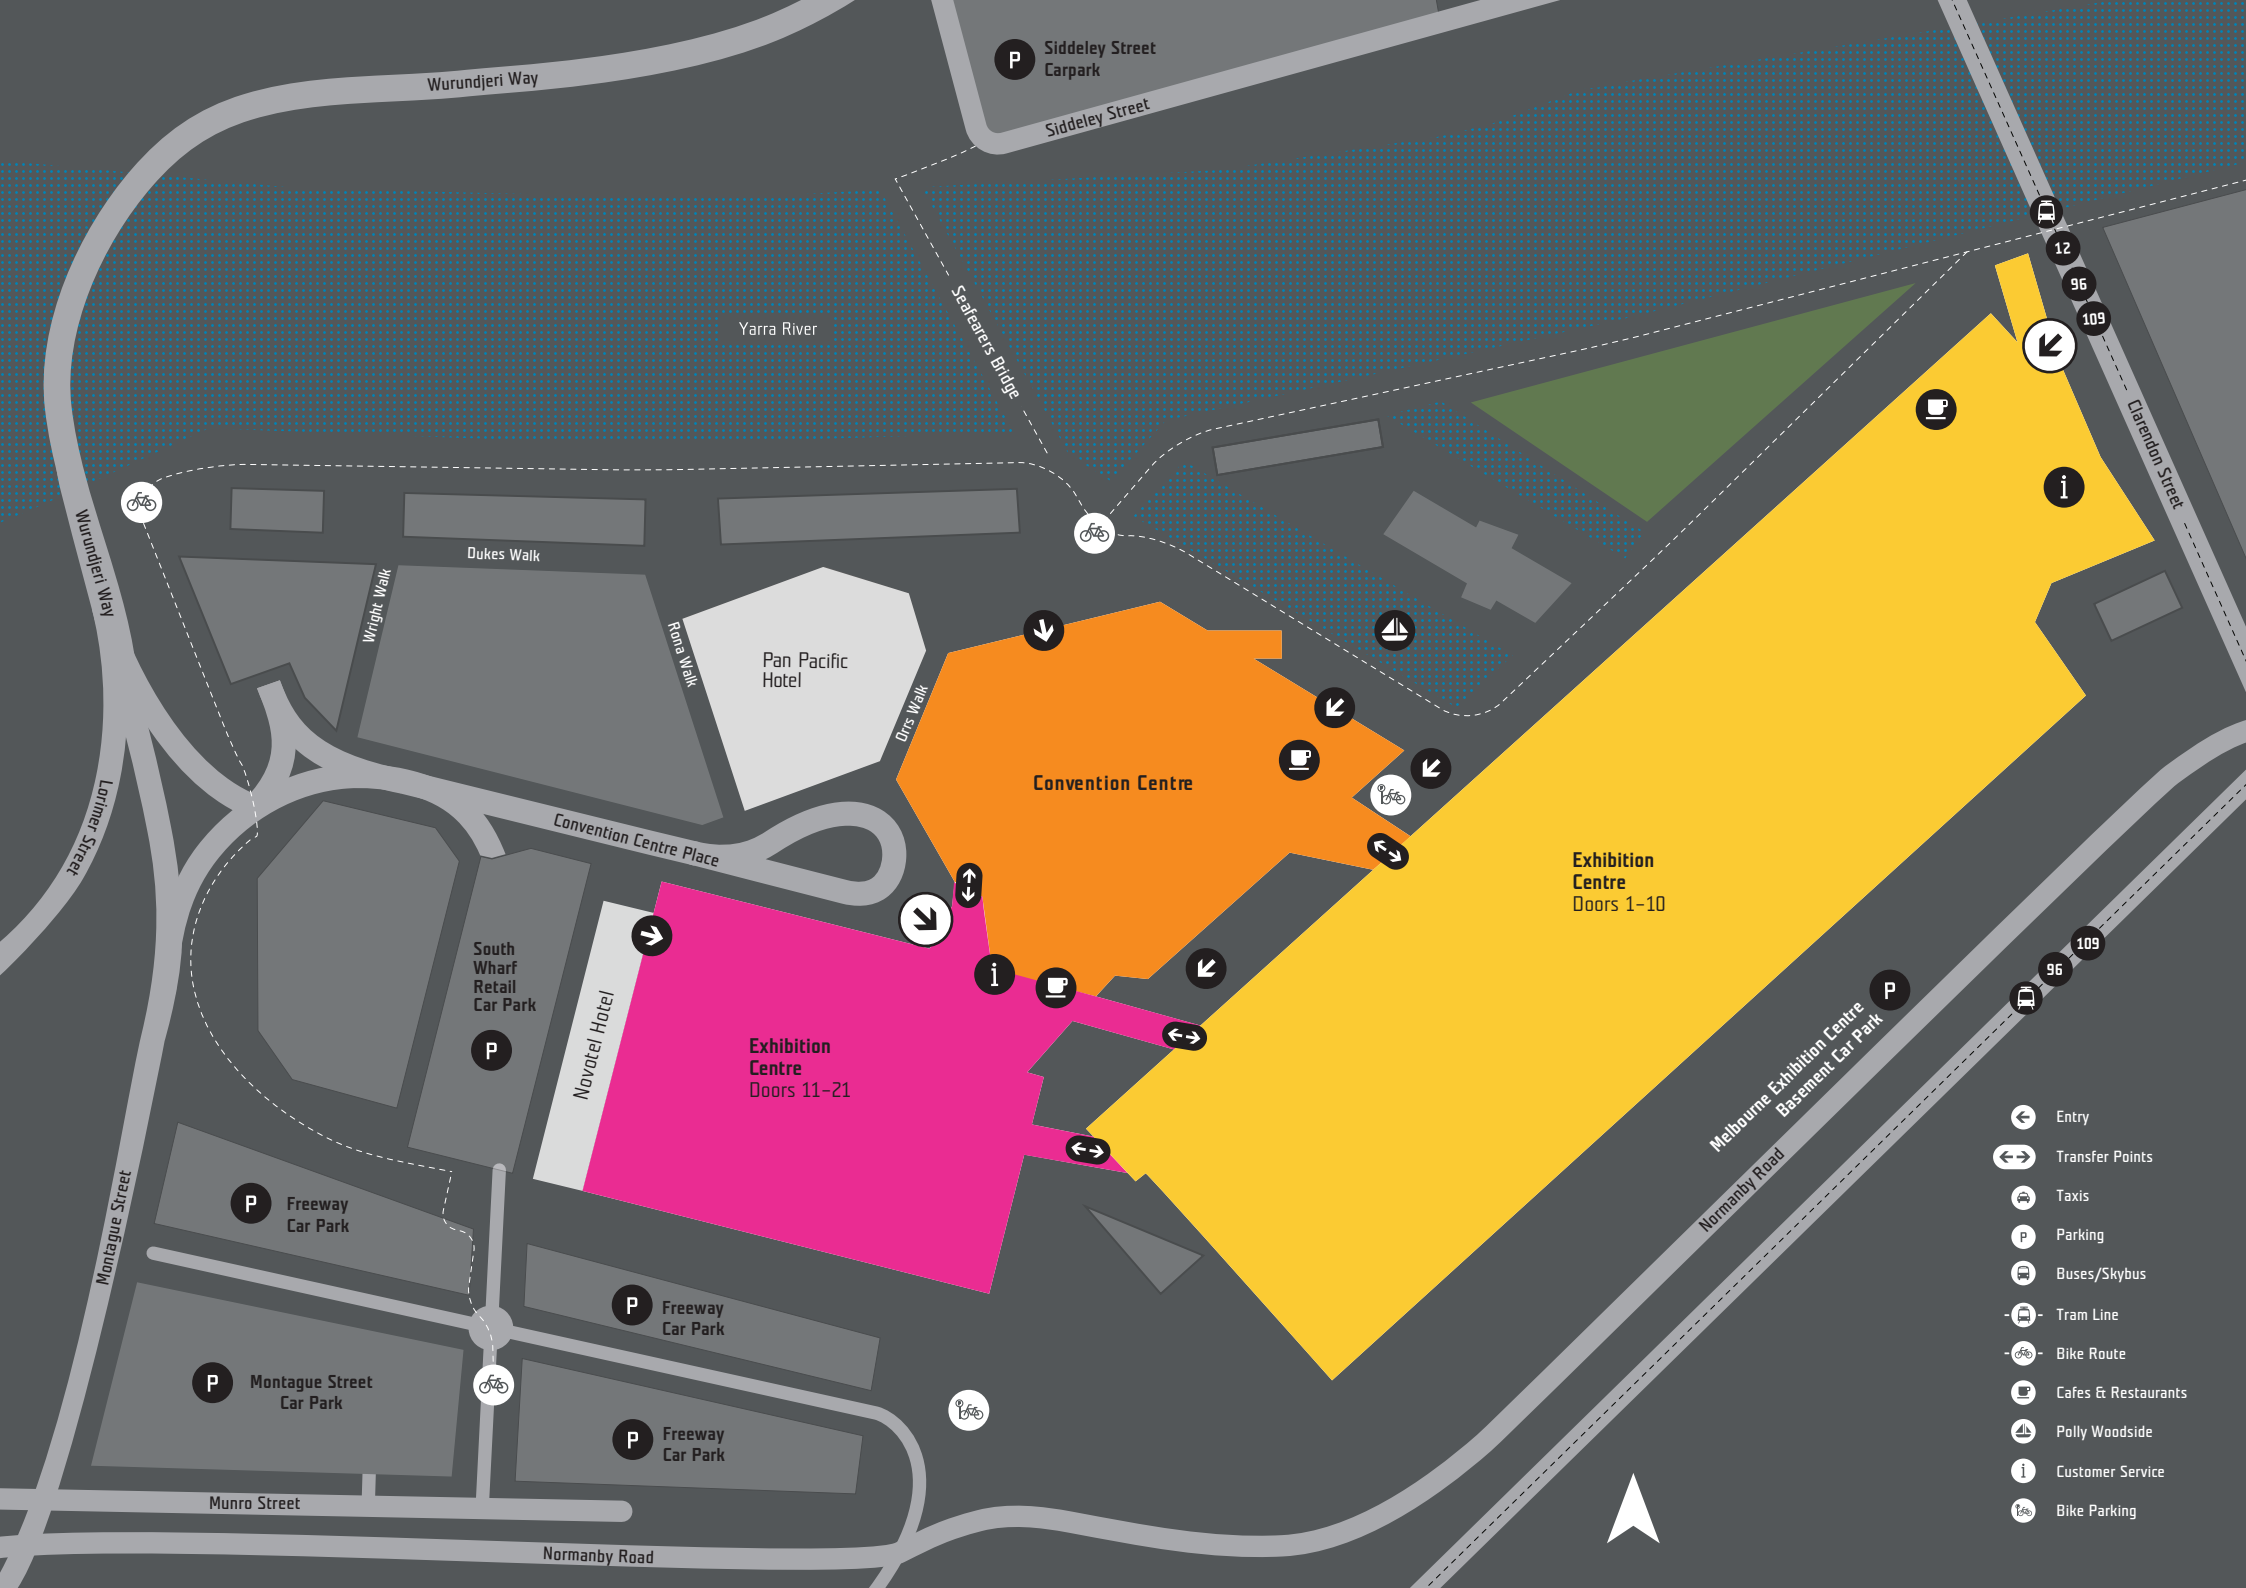 Siddeley Street
Carpark
Wurundjeri Way
Siddeley Street
12
96
109
Seafearers Bridge
Yarra River
Clarendon Street
Wurundjeri Way
Dukes Walk
Wright Walk
Rona Walk
Pan Pacific
Hotel
Orrs Walk
Convention Centre
Lorimer Street
Convention Centre Place
Exhibition
Centre
Doors 1–10
South
Wharf
Retail
Car Park
P
Novotel Hotel
i
Exhibition
Centre
Doors 11–21
109
96
Melbourne Exhibition Centre
Basement Car Park
P
Normanby Road
Montague Street
P
Freeway
Car Park
P
Freeway
Car Park
P
Montague Street
Car Park
P
Freeway
Car Park
Munro Street
Normanby Road
P
i
Entry
Transfer Points
Taxis
P
Parking
Buses/Skybus
Tram Line
Bike Route
Cafes & Restaurants
Polly Woodside
i
Customer Service
Bike Parking